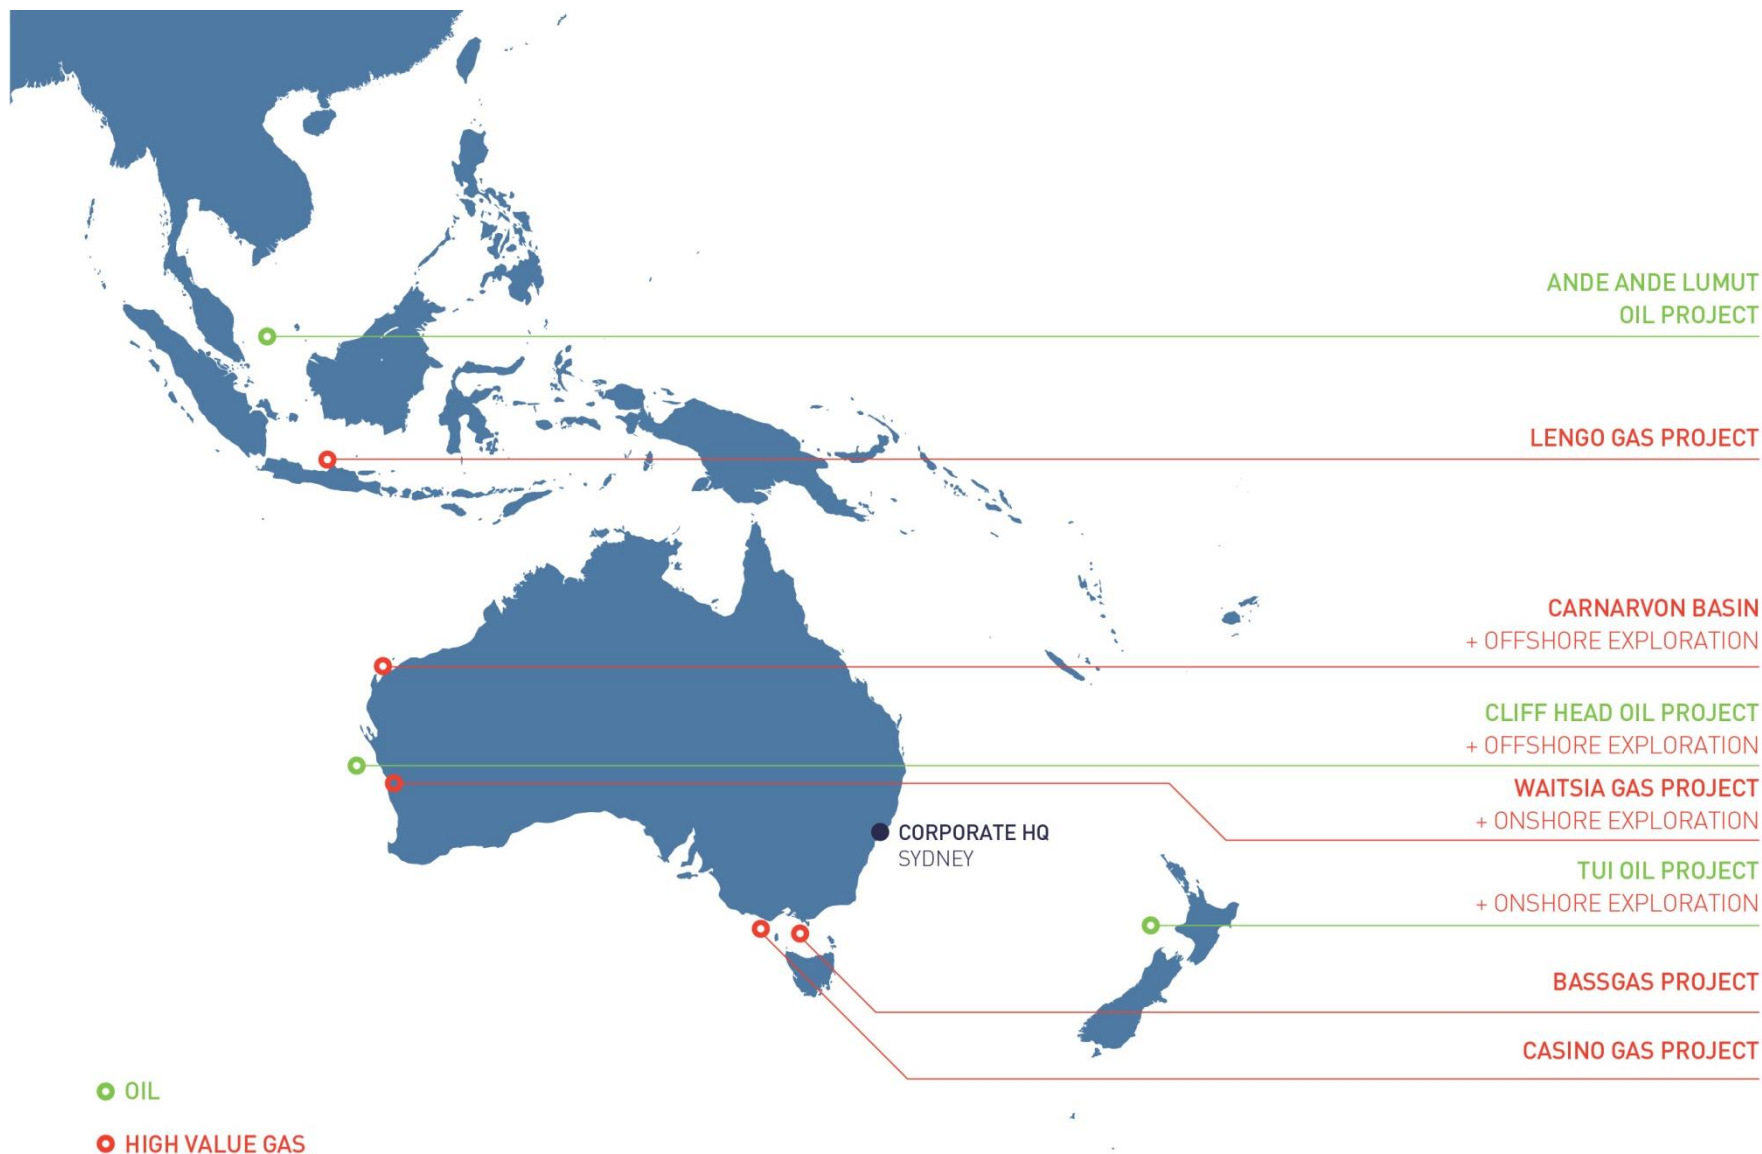 ANDE ANDE LUMUT
OIL PROJECT
LENGO GAS PROJECT
CARNARVON BASIN
+ OFFSHORE EXPLORATION
CLIFF HEAD OIL PROJECT
+ OFFSHORE EXPLORATION
WAITSIA GAS PROJECT
+ ONSHORE EXPLORATION
CORPORATE HQ
SYDNEY
TUI OIL PROJECT
+ ONSHORE EXPLORATION
BASSGAS PROJECT
CASINO GAS PROJECT
OIL
HIGH VALUE GAS